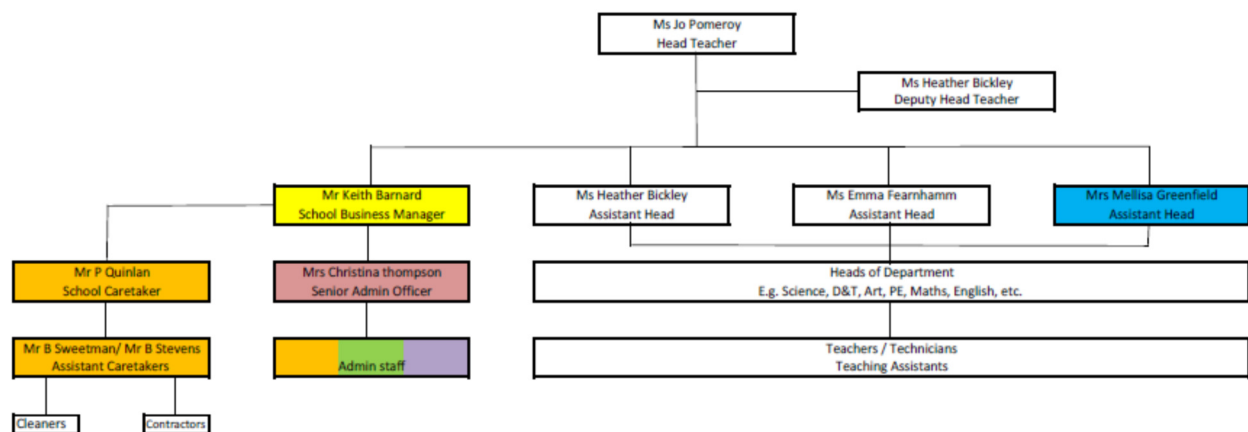 Ms Jo Pomeroy
Head Teacher
Ms Heather Bickley
Deputy Head Teacher
Mr Keith Barnard
School Business Manager
Ms Heather Bickley
Assistant Head
Ms Emma Fearnhamm
Assistant Head
Mrs Mellisa Greenfield
Assistant Head
Mr P Quinlan
School Caretaker
Mrs Christina thompson
Senior Admin Officer
Heads of Department
E.g. Science, D&T, Art, PE, Maths, English, etc.
Mr B Sweetman/ Mr B Stevens
Assistant Caretakers
Admin staff
Teachers / Technicians
Teaching Assistants
Cleaners
Contractors